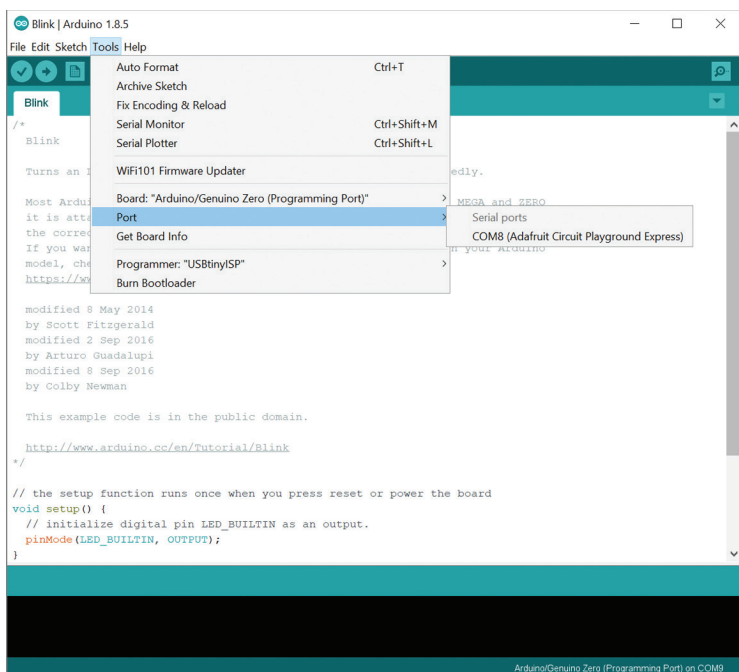 Blink | Arduino 1.8.5
File Edit Sketch Tools Help
Auto Format Ctrl+T
Archive Sketch
Fix Encoding & Reload
Serial Monitor Ctrl+Shift+M
Serial Plotter Ctrl+Shift+L
WiFi101 Firmware Updater
Board: "Arduino/Genuino Zero (Programming Port)"
Port
Serial ports
COM8 (Adafruit Circuit Playground Express)
Get Board Info
Programmer: "USBtinyISP"
Burn Bootloader
Blink
/*
Blink
Turns an edly.
Most Ardui MEGA and ZERO
it is atta
the correc
If you wan your Arduino
model, che
https://ww
modified 8 May 2014
by Scott Fitzgerald
modified 2 Sep 2016
by Arturo Guadalupi
modified 8 Sep 2016
by Colby Newman
This example code is in the public domain.
http://www.arduino.cc/en/Tutorial/Blink
*/
// the setup function runs once when you press reset or power the board
void setup() {
// initialize digital pin LED_BUILTIN as an output.
pinMode(LED_BUILTIN, OUTPUT);
}
Arduino/Genuino Zero (Programming Port) on COM9